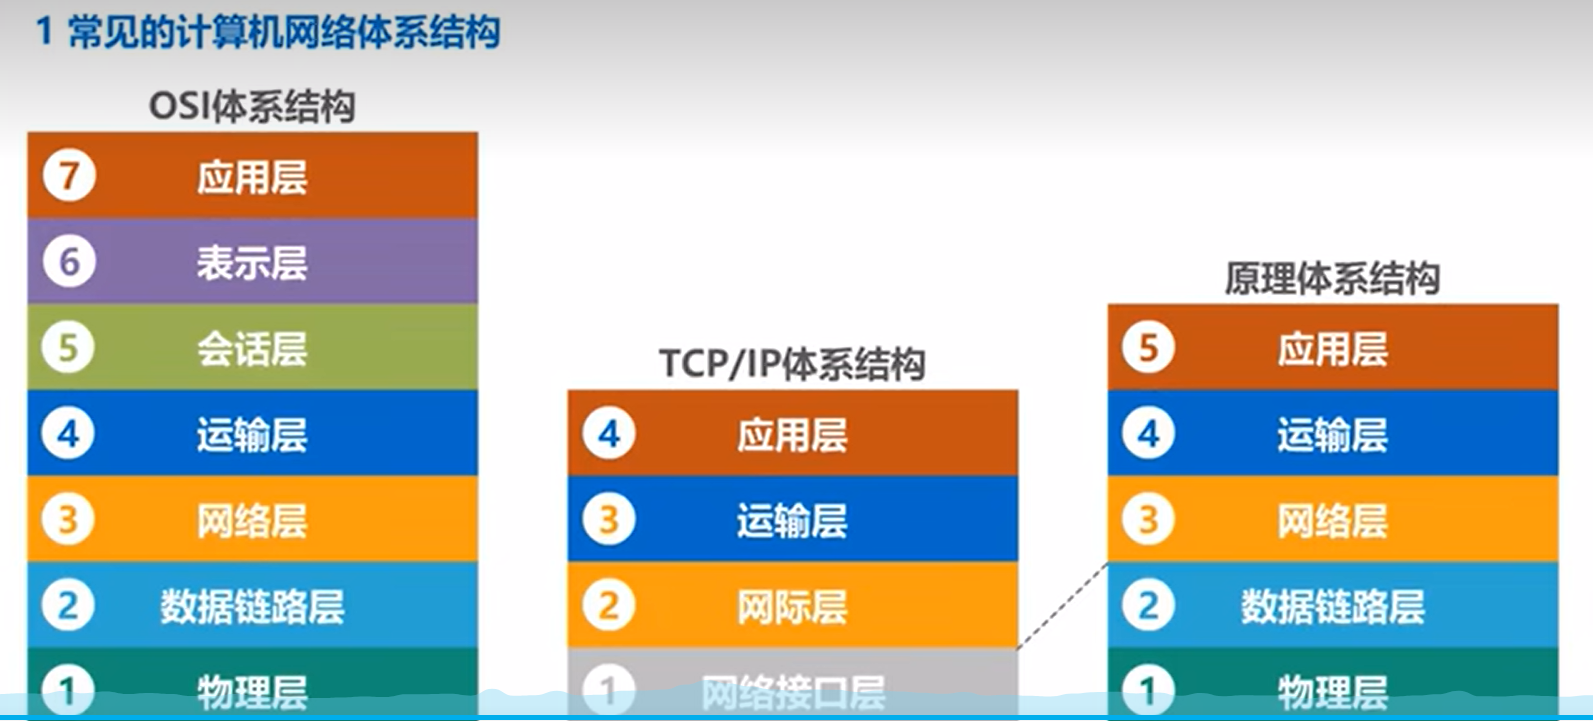 1 常见的计算机网络体系结构
OSI体系结构
7 应用层
6 表示层
5 会话层
4 运输层
3 网络层
2 数据链路层
1 物理层
TCP/IP体系结构
4 应用层
3 运输层
2 网际层
1 网络接口层
原理体系结构
5 应用层
4 运输层
3 网络层
2 数据链路层
1 物理层